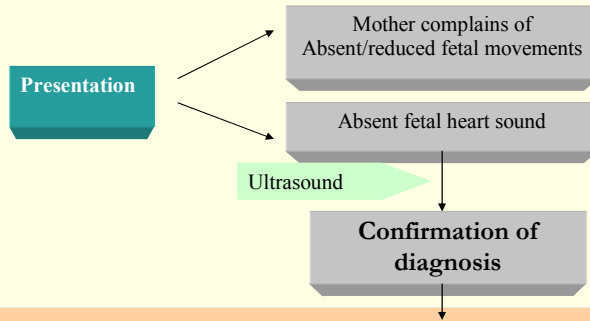 Presentation
Mother complains of
Absent/reduced fetal movements
Absent fetal heart sound
Ultrasound
Confirmation of
diagnosis